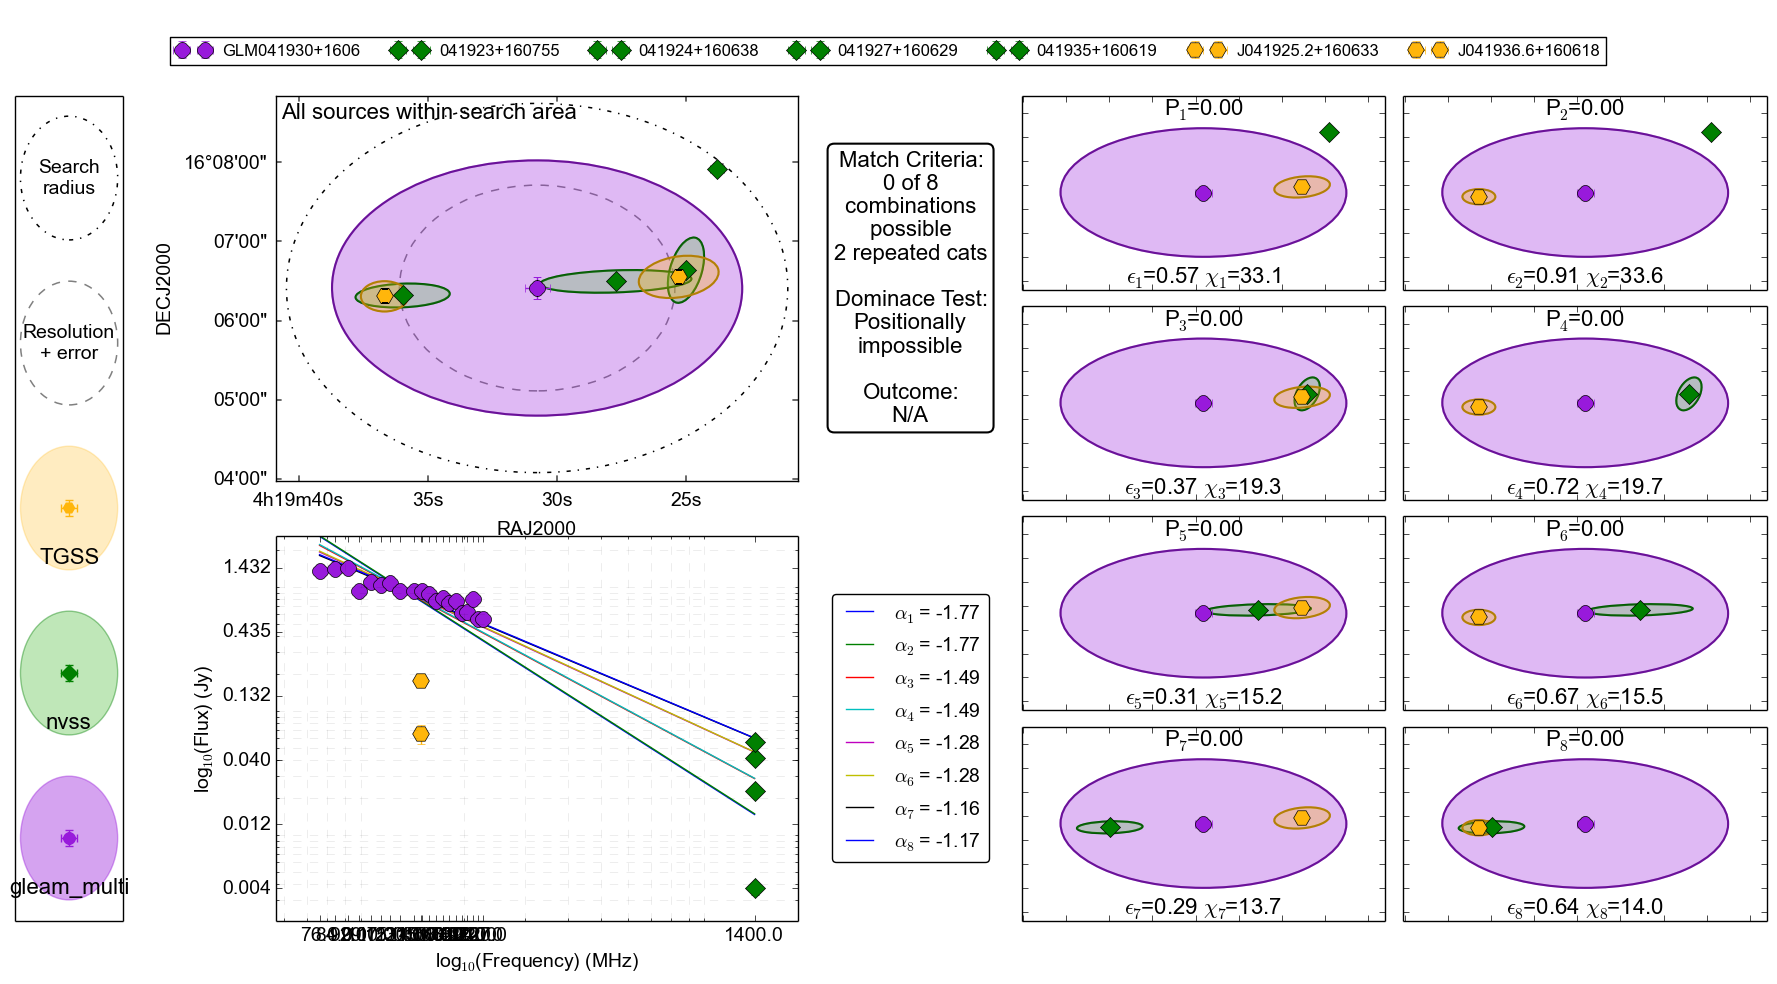 GLM041930+1606 041923+160755 041924+160638 041927+160629 041935+160619 J041925.2+160633 J041936.6+160618
Search
radius
Resolution
+ error
TGSS
nvss
gleam_multi
All sources within search area
DECJ2000
16°08'00"
07'00"
06'00"
05'00"
04'00"
4h19m40s 35s 30s 25s
RAJ2000
Match Criteria:
0 of 8
combinations
possible
2 repeated cats
Dominace Test:
Positionally
impossible
Outcome:
N/A
log₁₀(Flux) (Jy)
1.432
0.435
0.132
0.040
0.012
0.004
1400.0
log₁₀(Frequency) (MHz)
α₁ = -1.77
α₂ = -1.77
α₃ = -1.49
α₄ = -1.49
α₅ = -1.28
α₆ = -1.28
α₇ = -1.16
α₈ = -1.17
P₁=0.00
ϵ₁=0.57 χ₁=33.1
P₂=0.00
ϵ₂=0.91 χ₂=33.6
P₃=0.00
ϵ₃=0.37 χ₃=19.3
P₄=0.00
ϵ₄=0.72 χ₄=19.7
P₅=0.00
ϵ₅=0.31 χ₅=15.2
P₆=0.00
ϵ₆=0.67 χ₆=15.5
P₇=0.00
ϵ₇=0.29 χ₇=13.7
P₈=0.00
ϵ₈=0.64 χ₈=14.0